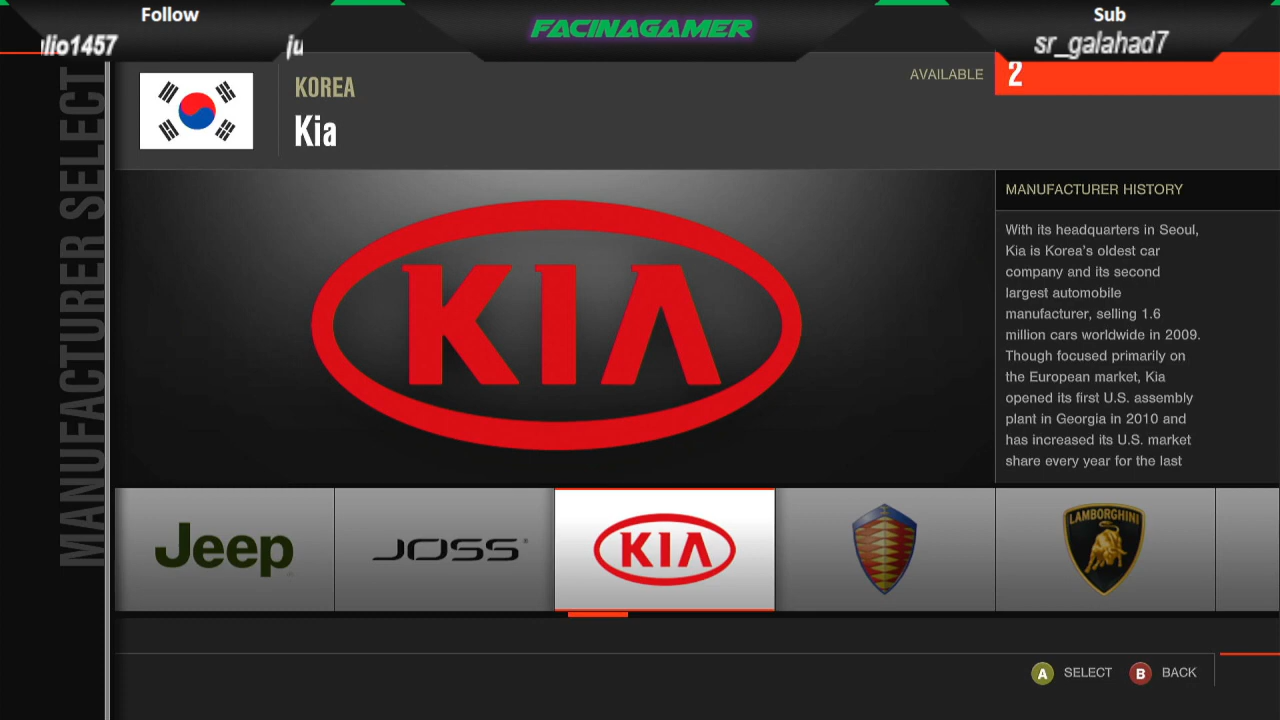 Follow
FACINAGAMER
Sub
llio1457
ju
sr_galahad7
MANUFACTURER SELECT
KOREA
Kia
AVAILABLE
2
KIA
MANUFACTURER HISTORY
With its headquarters in Seoul,
Kia is Korea's oldest car
company and its second
largest automobile
manufacturer, selling 1.6
million cars worldwide in 2009.
Though focused primarily on
the European market, Kia
opened its first U.S. assembly
plant in Georgia in 2010 and
has increased its U.S. market
share every year for the last
Jeep
JOSS
KIA
LAMBORGHINI
A SELECT B BACK